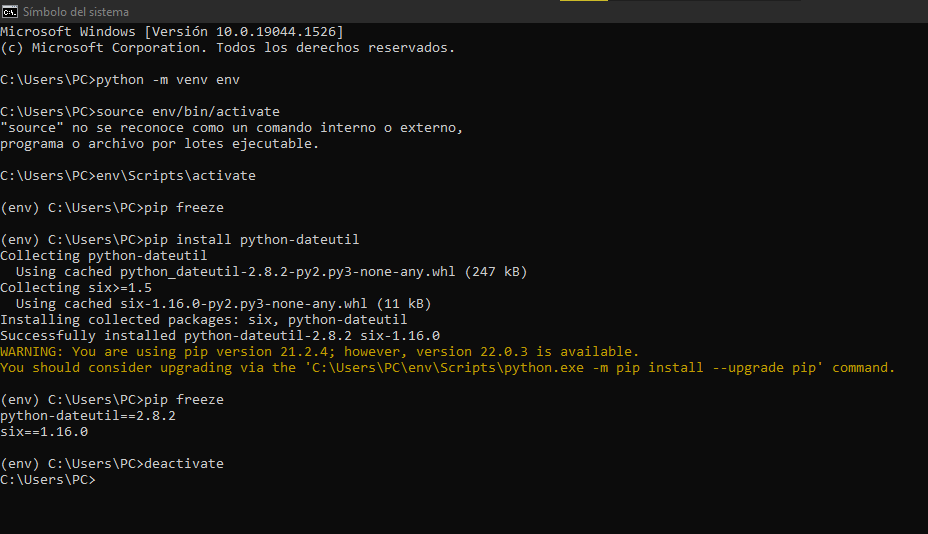 Símbolo del sistema
Microsoft Windows [Versión 10.0.19044.1526]
(c) Microsoft Corporation. Todos los derechos reservados.
C:\Users\PC>python -m venv env
C:\Users\PC>source env/bin/activate
"source" no se reconoce como un comando interno o externo,
programa o archivo por lotes ejecutable.
C:\Users\PC>env\Scripts\activate
(env) C:\Users\PC>pip freeze
(env) C:\Users\PC>pip install python-dateutil
Collecting python-dateutil
  Using cached python_dateutil-2.8.2-py2.py3-none-any.whl (247 kB)
Collecting six>=1.5
  Using cached six-1.16.0-py2.py3-none-any.whl (11 kB)
Installing collected packages: six, python-dateutil
Successfully installed python-dateutil-2.8.2 six-1.16.0
WARNING: You are using pip version 21.2.4; however, version 22.0.3 is available.
You should consider upgrading via the 'C:\Users\PC\env\Scripts\python.exe -m pip install --upgrade pip' command.
(env) C:\Users\PC>pip freeze
python-dateutil==2.8.2
six==1.16.0
(env) C:\Users\PC>deactivate
C:\Users\PC>